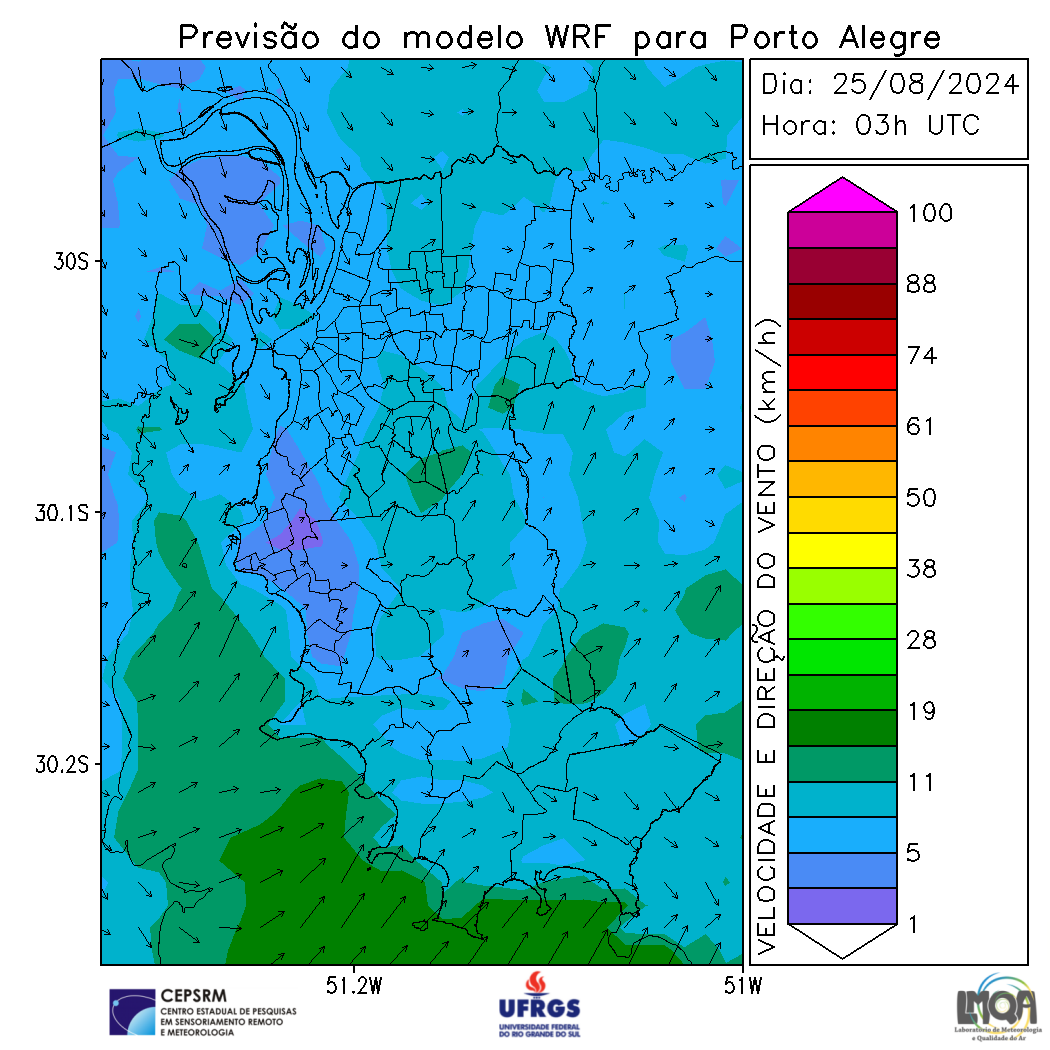 Previsão do modelo WRF para Porto Alegre
Dia: 25/08/2024
Hora: 03h UTC
30S
30.1S
30.2S
51.2W
51W
VELOCIDADE E DIREÇÃO DO VENTO (km/h)
100
88
74
61
50
38
28
19
11
5
1
CEPSRM
CENTRO ESTADUAL DE PESQUISAS
EM SENSORIAMENTO REMOTO
E METEOROLOGIA
UFRGS
UNIVERSIDADE FEDERAL
DO RIO GRANDE DO SUL
LMQA
Laboratório de Meteorologia
e Qualidade do Ar